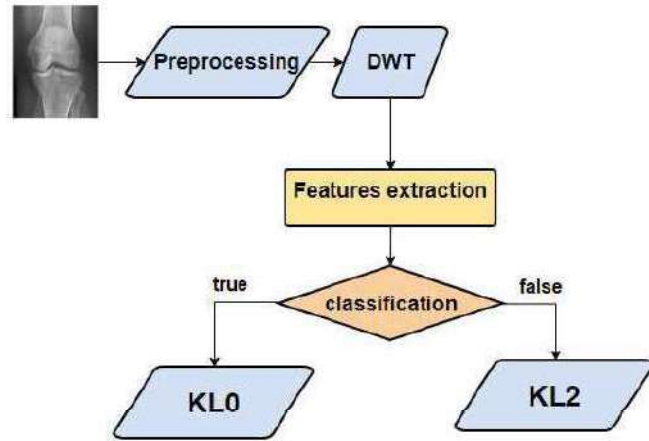 Preprocessing
DWT
Features extraction
classification
true
false
KL0
KL2